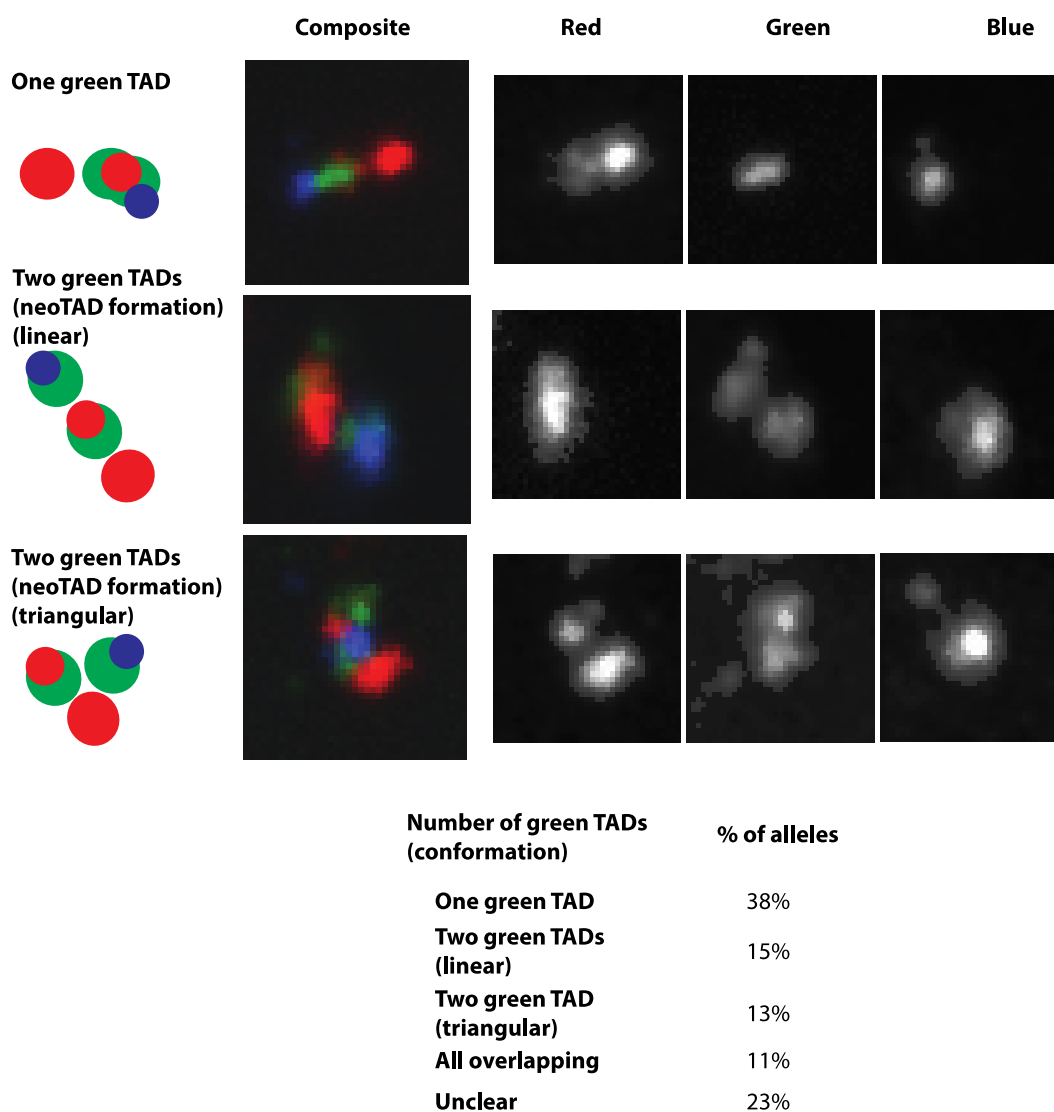 Composite Red Green Blue
One green TAD
Two green TADs
(neoTAD formation)
(linear)
Two green TADs
(neoTAD formation)
(triangular)
Number of green TADs
(conformation)
% of alleles
One green TAD 38%
Two green TADs
(linear)
15%
Two green TAD
(triangular)
13%
All overlapping 11%
Unclear 23%